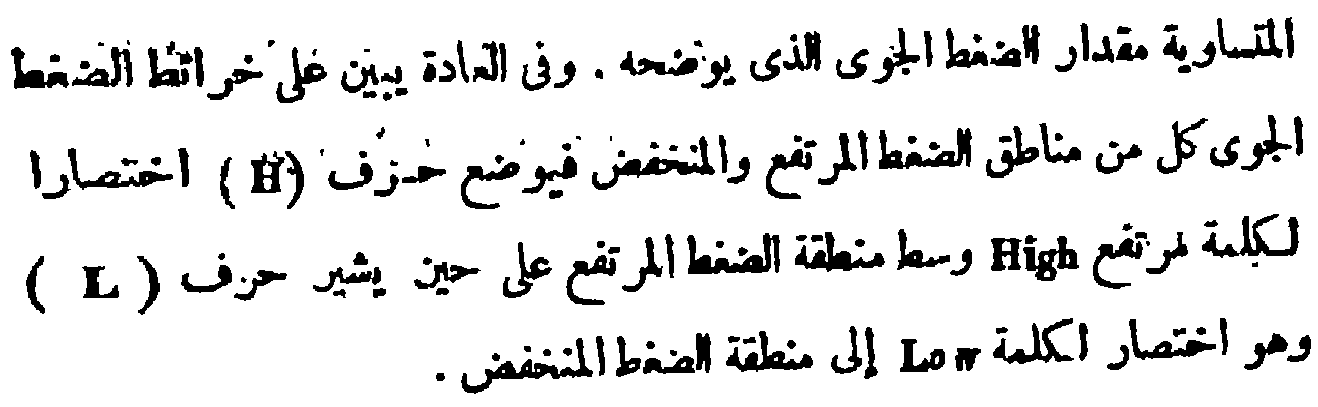 المتساوية مقدار الضغط الجوى الذى يوضحه . وفى العادة يبين على خرائط الضغط
الجوى كل من مناطق الضغط المرتفع والمنخفض فيوضع حرف (H) اختصارا
لكلمة مرتفع High وسط منطقة الضغط المرتفع على حين يشير حرف ( L )
وهو اختصار لكلمة Low إلى منطقة الضغط المنخفض .